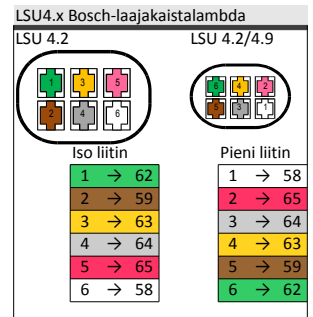 LSU4.x Bosch-laajakaistalambda
LSU 4.2 LSU 4.2/4.9
1 3 5 6 4 2
2 4 6 5 3 1
Iso liitin Pieni liitin
1 → 62 1 → 58
2 → 59 2 → 65
3 → 63 3 → 64
4 → 64 4 → 63
5 → 65 5 → 59
6 → 58 6 → 62